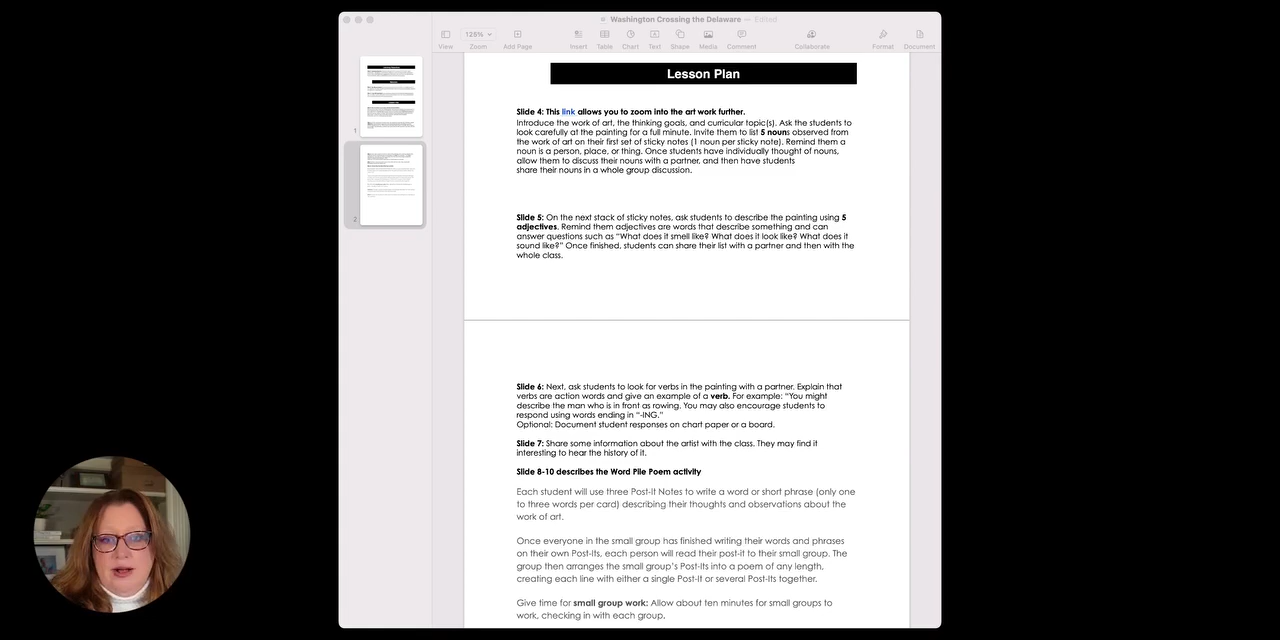 Washington Crossing the Delaware — Edited
125%
View
Zoom
Add Page
Insert
Table
Chart
Text
Shape
Media
Comment
Collaborate
Format
Document
1
2
Lesson Plan
Slide 4: This link allows you to zoom into the art work further.
Introduce the work of art, the thinking goals, and curricular topic(s). Ask the students to
look carefully at the painting for a full minute. Invite them to list 5 nouns observed from
the work of art on their first set of sticky notes (1 noun per sticky note). Remind them a
noun is a person, place, or thing. Once students have individually thought of nouns,
allow them to discuss their nouns with a partner, and then have students
share their nouns in a whole group discussion.
Slide 5: On the next stack of sticky notes, ask students to describe the painting using 5
adjectives. Remind them adjectives are words that describe something and can
answer questions such as “What does it smell like? What does it look like? What does it
sound like?” Once finished, students can share their list with a partner and then with the
whole class.
Slide 6: Next, ask students to look for verbs in the painting with a partner. Explain that
verbs are action words and give an example of a verb. For example: “You might
describe the man who is in front as rowing. You may also encourage students to
respond using words ending in “-ING.”
Optional: Document student responses on chart paper or a board.
Slide 7: Share some information about the artist with the class. They may find it
interesting to hear the history of it.
Slide 8-10 describes the Word Pile Poem activity
Each student will use three Post-It Notes to write a word or short phrase (only one
to three words per card) describing their thoughts and observations about the
work of art.
Once everyone in the small group has finished writing their words and phrases
on their own Post-Its, each person will read their post-it to their small group. The
group then arranges the small group’s Post-Its into a poem of any length,
creating each line with either a single Post-It or several Post-Its together.
Give time for small group work: Allow about ten minutes for small groups to
work, checking in with each group.